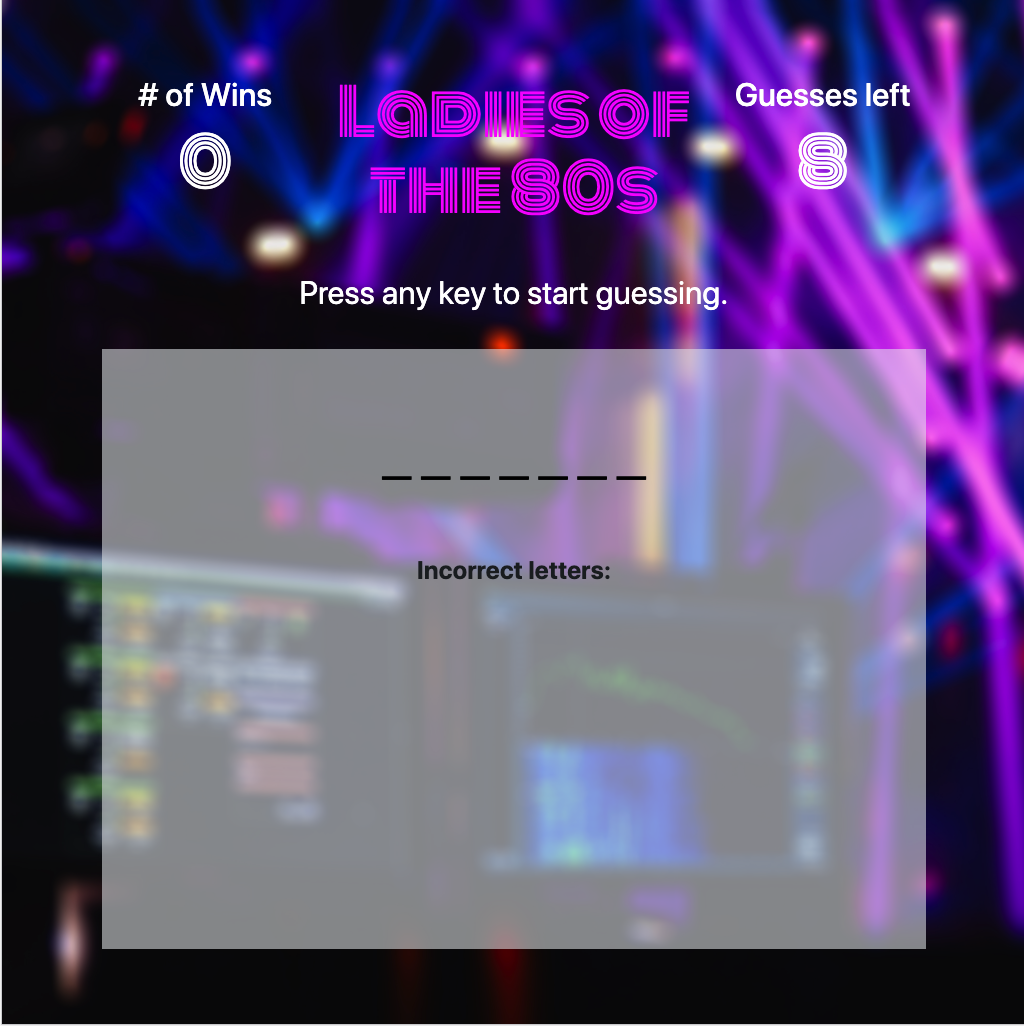 # of Wins
0
Ladies of
the 80s
Guesses left
8
Press any key to start guessing.
_ _ _ _ _ _ _
Incorrect letters: